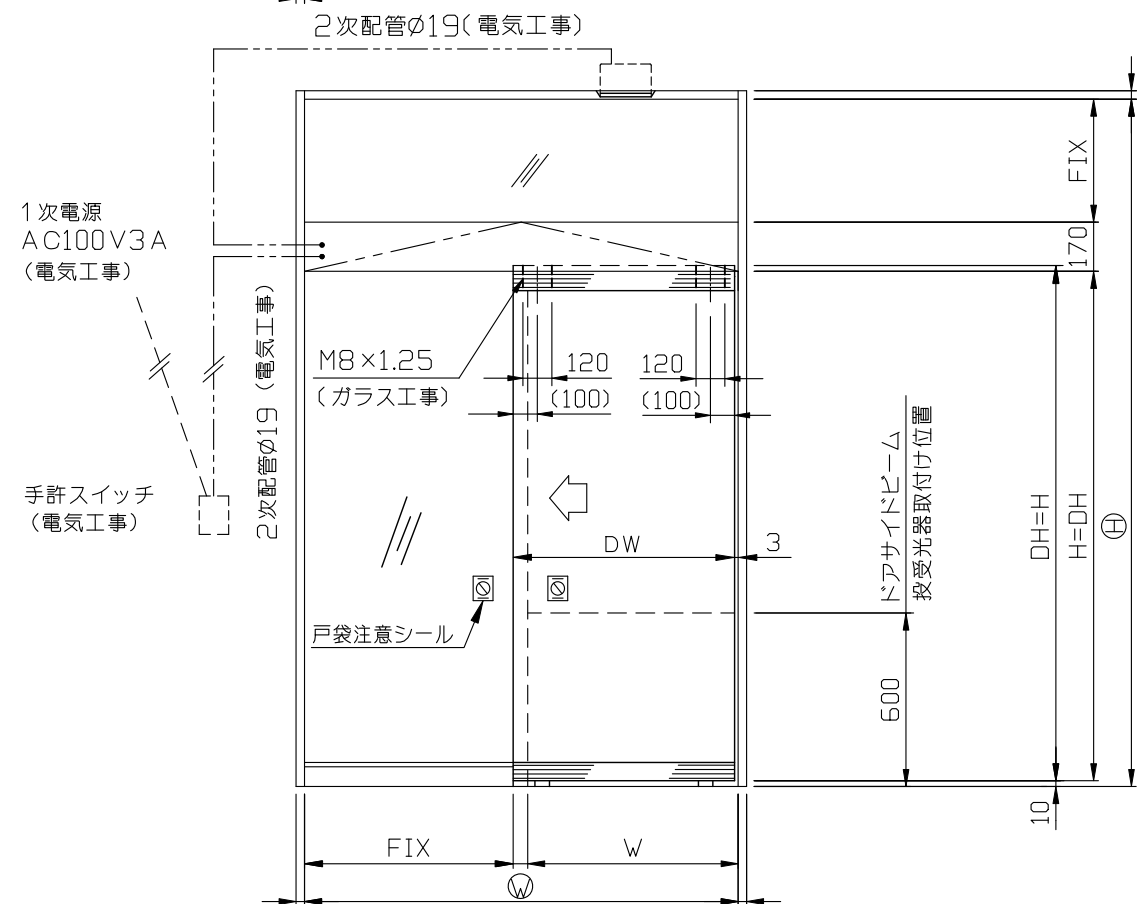 2次配管Ø19(電気工事)
1次電源
AC100V3A
(電気工事)
手許スイッチ
(電気工事)
2次配管Ø19 (電気工事)
M8×1.25
(ガラス工事)
120
(100)
120
(100)
DW
3
戸袋注意シール
ドアサイドビーム
投受光器取付け位置
600
FIX
170
DH=H
H=DH
H
10
FIX
W
W